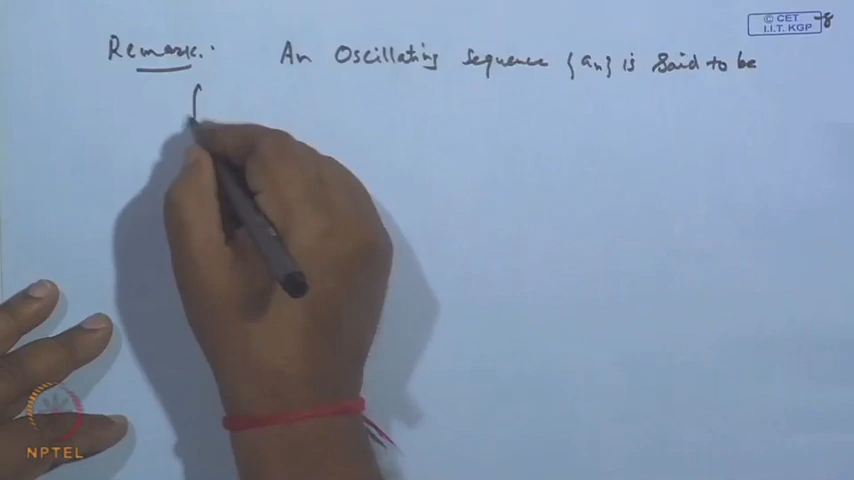 © CET
I.I.T. KGP
Remark: An Oscillating Sequence {an} is Said to be
NPTEL